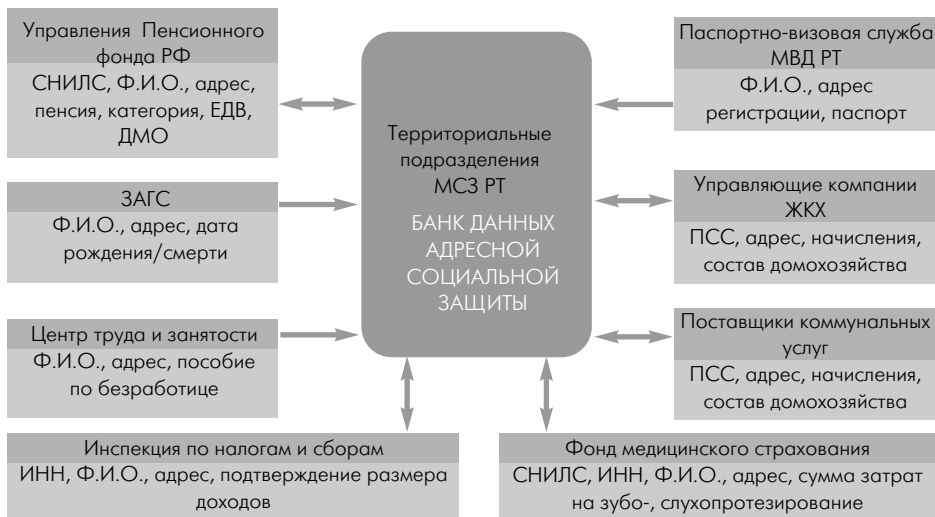 Управления Пенсионного
фонда РФ
СНИЛС, Ф.И.О., адрес,
пенсия, категория, ЕДВ,
ДМО
ЗАГС
Ф.И.О., адрес, дата
рождения/смерти
Центр труда и занятости
Ф.И.О., адрес, пособие
по безработице
Инспекция по налогам и сборам
ИНН, Ф.И.О., адрес, подтверждение размера
доходов
Территориальные
подразделения
МСЗ РТ
БАНК ДАННЫХ
АДРЕСНОЙ
СОЦИАЛЬНОЙ
ЗАЩИТЫ
Паспортно-визовая служба
МВД РТ
Ф.И.О., адрес
регистрации, паспорт
Управляющие компании
ЖКХ
ПСС, адрес, начисления,
состав домохозяйства
Поставщики коммунальных
услуг
ПСС, адрес, начисления,
состав домохозяйства
Фонд медицинского страхования
СНИЛС, ИНН, Ф.И.О., адрес, сумма затрат
на зубо-, слухопротезирование